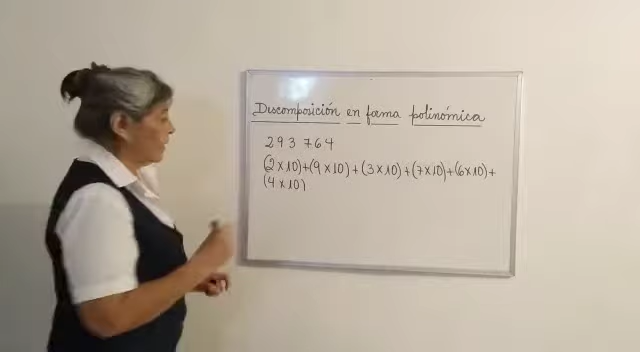 Descomposición en forma polinómica
293 764
(2×10)+(9×10)+(3×10)+(7×10)+(6×10)+
(4×10)